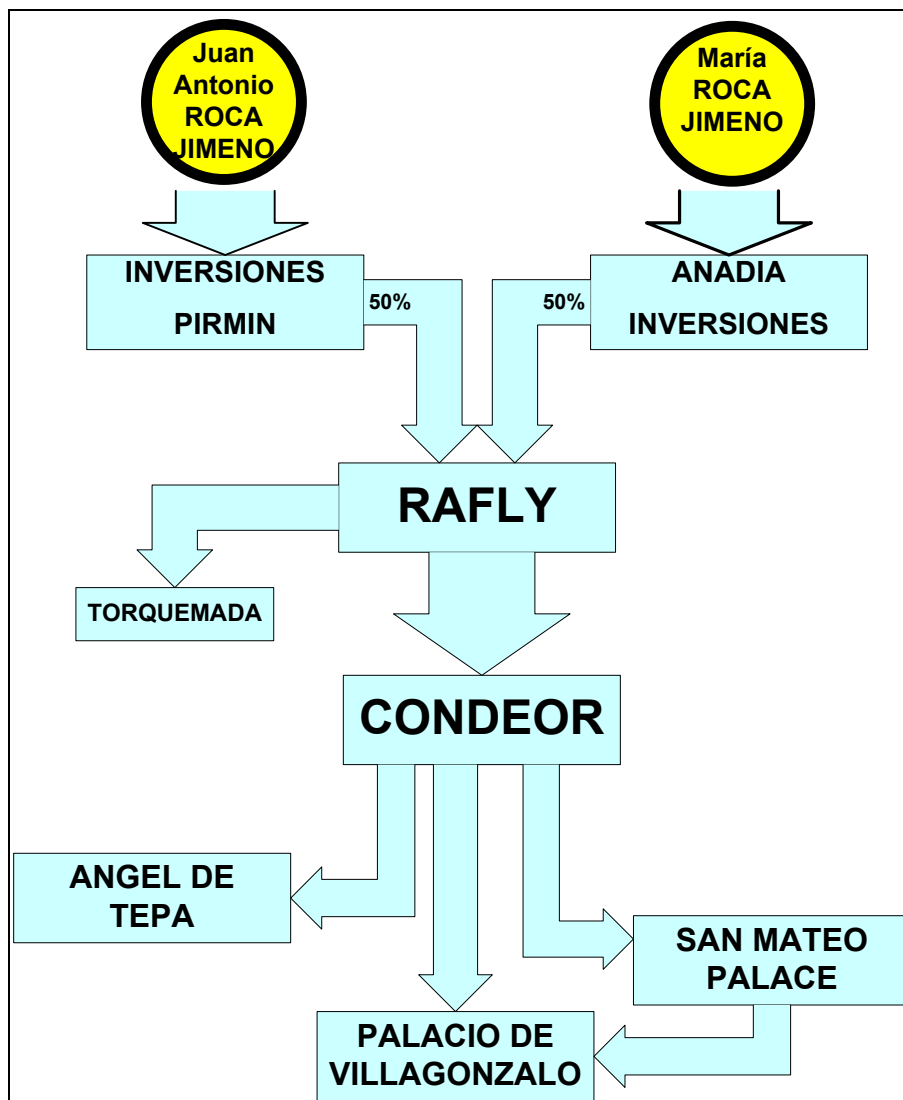 Juan
Antonio
ROCA
JIMENO
María
ROCA
JIMENO
INVERSIONES
PIRMIN
50%
50%
ANADIA
INVERSIONES
RAFLY
TORQUEMADA
CONDEOR
ANGEL DE
TEPA
SAN MATEO
PALACE
PALACIO DE
VILLAGONZALO